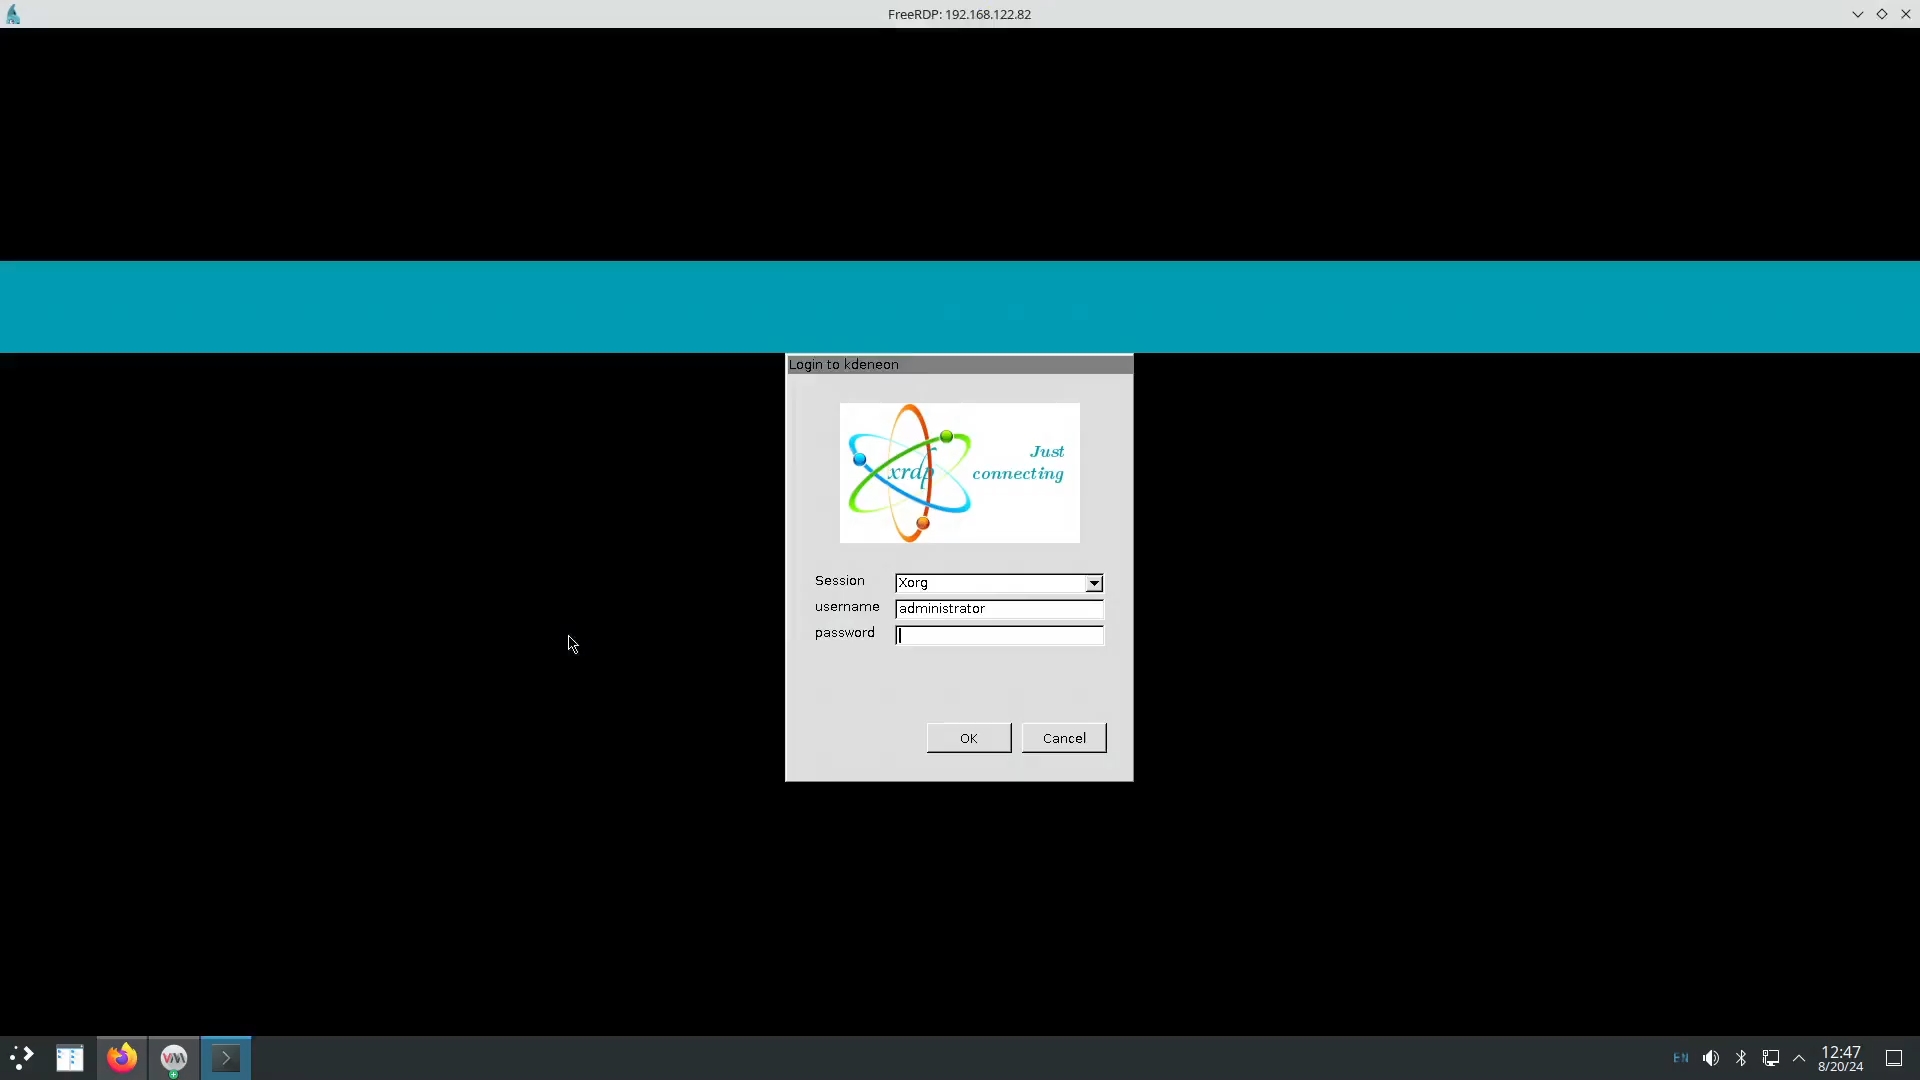 FreeRDP: 192.168.122.82
Login to kdeneon
xrdp
Just
connecting
Session
Xorg
username
administrator
password
OK
Cancel
EN
12:47
8/20/24